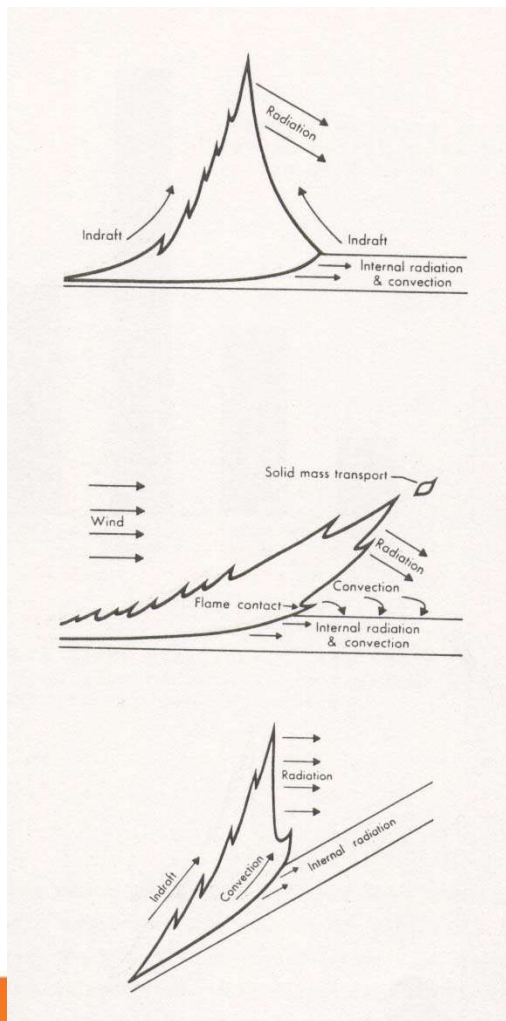 Radiation
Indraft
Indraft
Internal radiation
& convection
Solid mass transport
Wind
Radiation
Convection
Flame contact
Internal radiation
& convection
Radiation
Indraft
Convection
Internal radiation